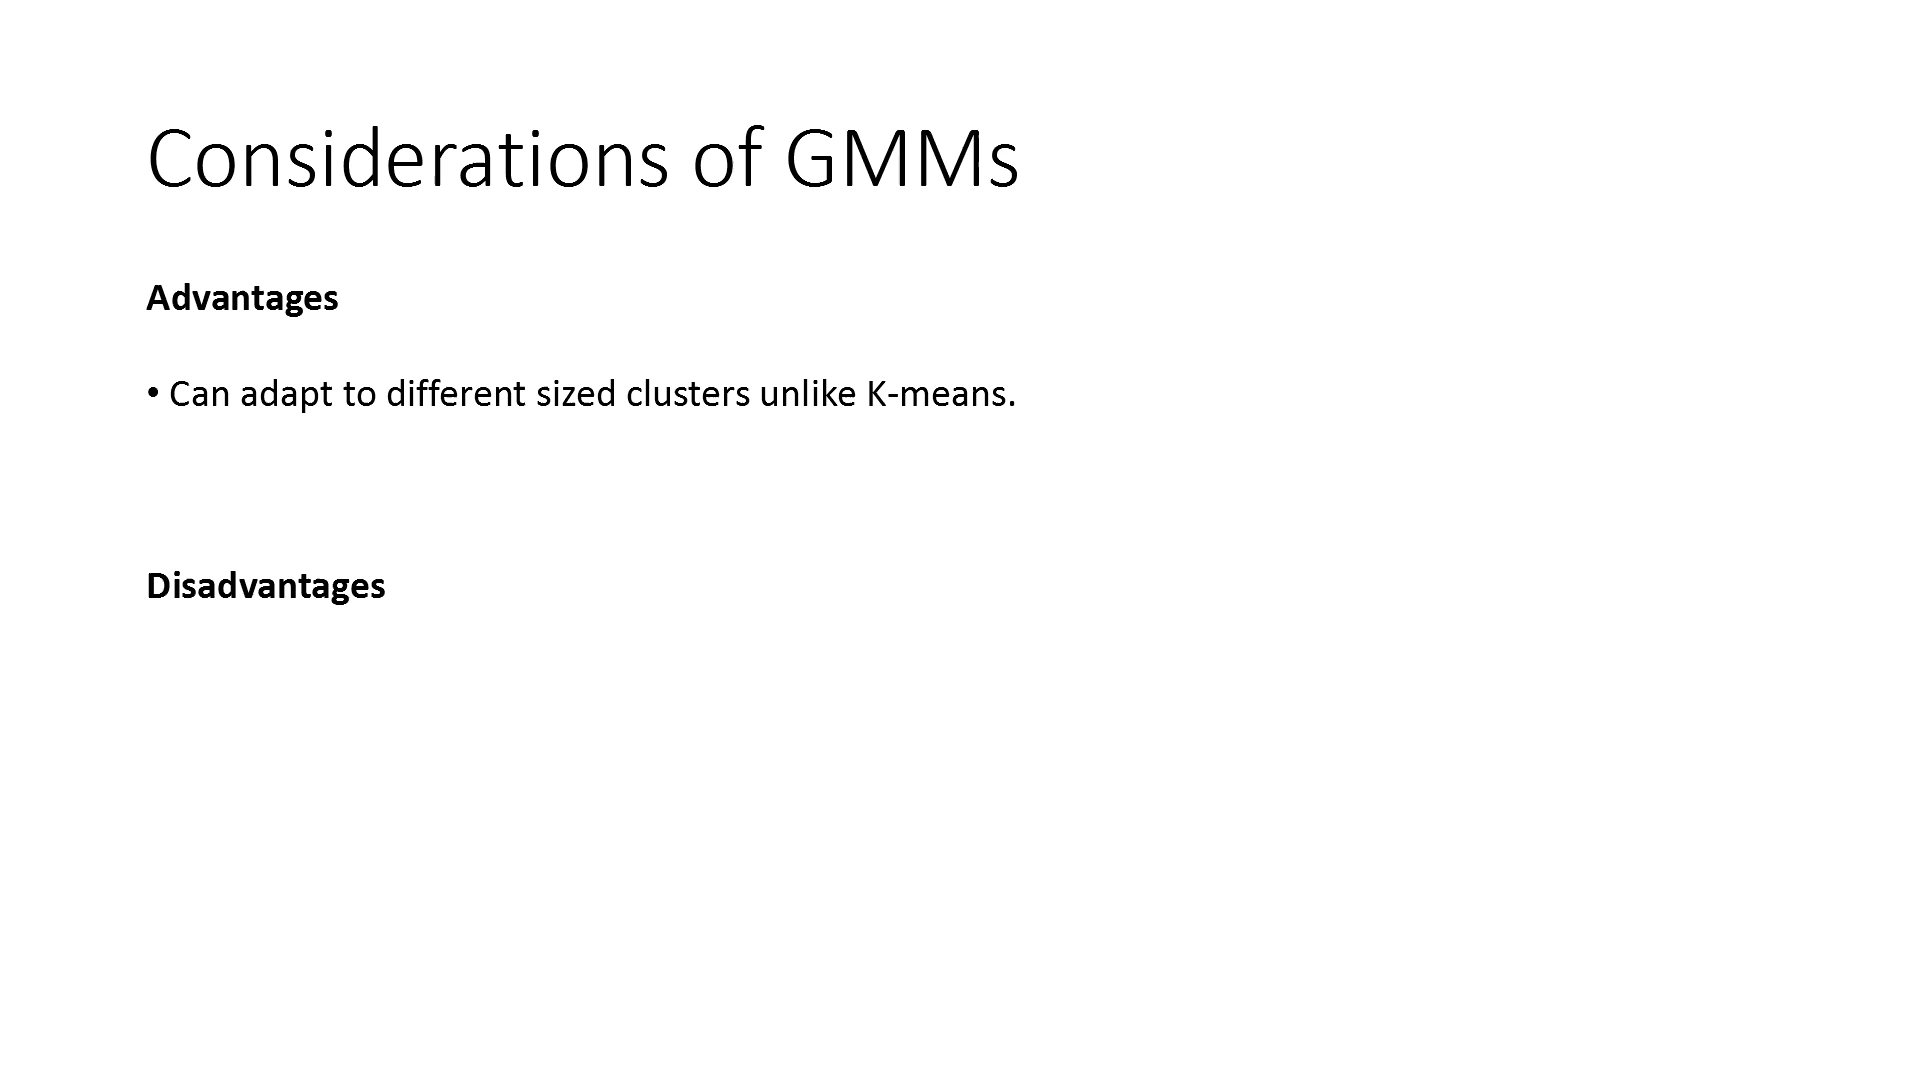 Considerations of GMMs
Advantages
• Can adapt to different sized clusters unlike K-means.
Disadvantages